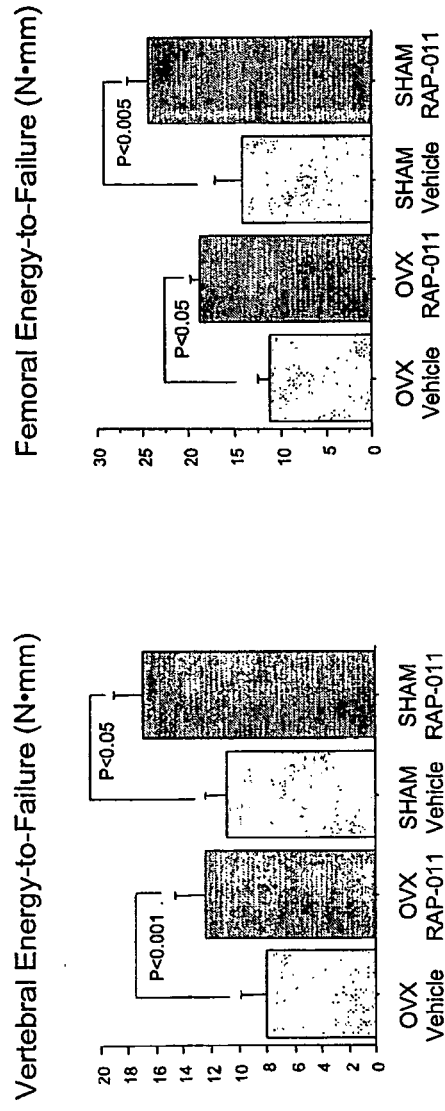 Vertebral Energy-to-Failure (N•mm)
20
18
16
14
12
10
8
6
4
2
0
P<0.001
P<0.05
OVX
Vehicle
OVX
RAP-011
SHAM
Vehicle
SHAM
RAP-011
Femoral Energy-to-Failure (N•mm)
30
25
20
15
10
5
0
P<0.05
P<0.005
OVX
Vehicle
OVX
RAP-011
SHAM
Vehicle
SHAM
RAP-011